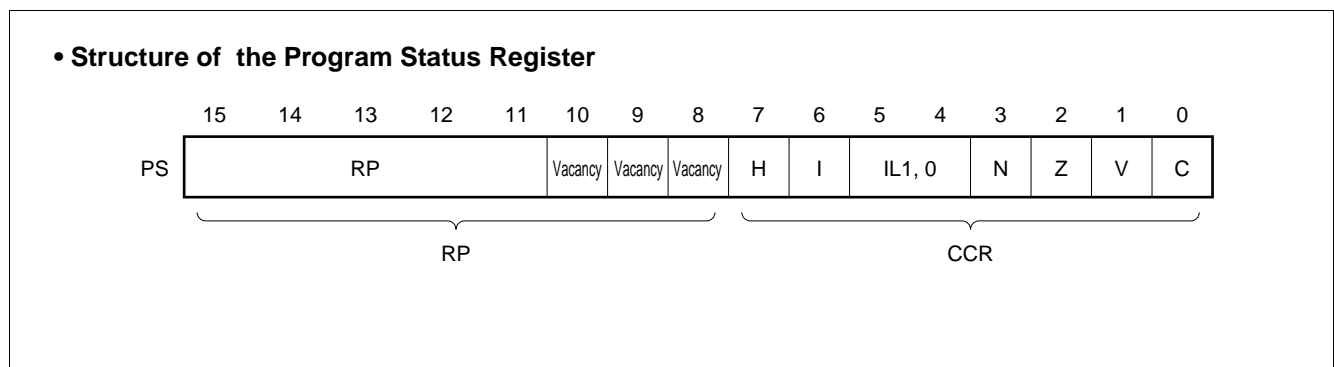 • Structure of the Program Status Register
15 14 13 12 11 10 9 8 7 6 5 4 3 2 1 0
PS RP Vacancy Vacancy Vacancy H I IL1, 0 N Z V C
RP CCR